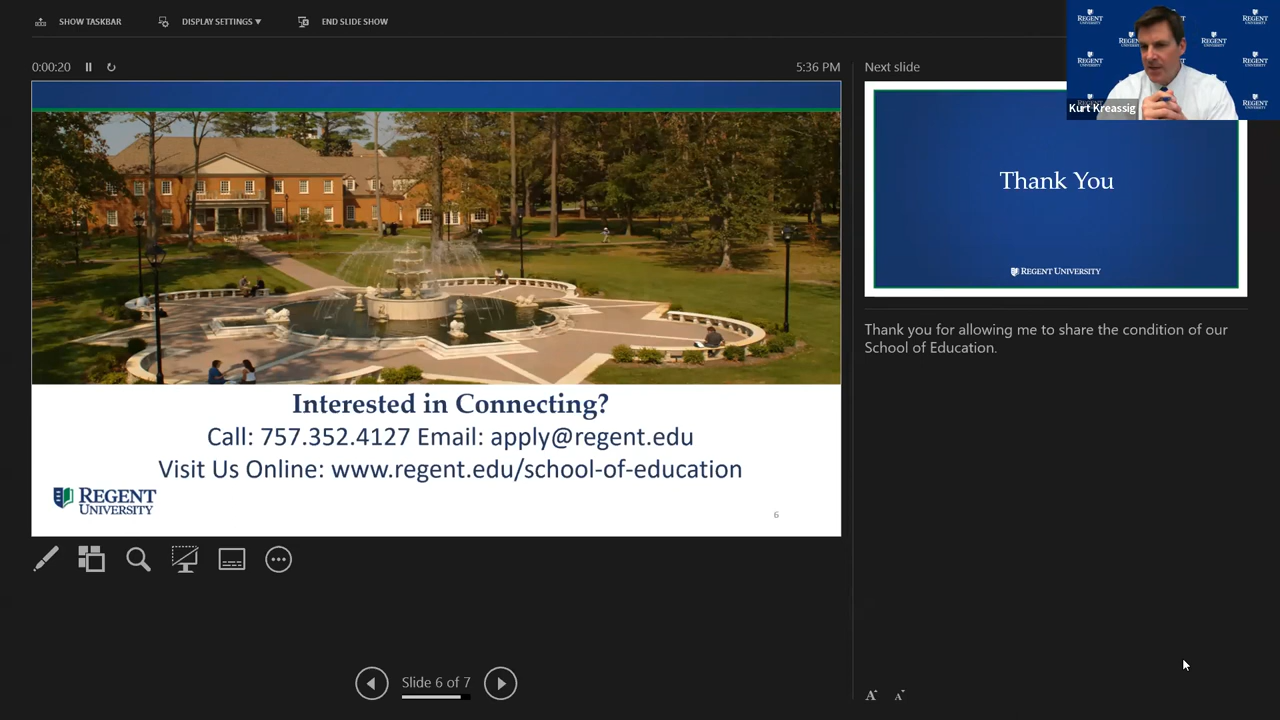 SHOW TASKBAR
DISPLAY SETTINGS
END SLIDE SHOW
0:00:20
5:36 PM
Next slide
REGENT
UNIVERSITY
Kurt Kreassig
Thank You
REGENT UNIVERSITY
Thank you for allowing me to share the condition of our
School of Education.
Interested in Connecting?
Call: 757.352.4127 Email: apply@regent.edu
Visit Us Online: www.regent.edu/school-of-education
REGENT
UNIVERSITY
6
Slide 6 of 7
A A